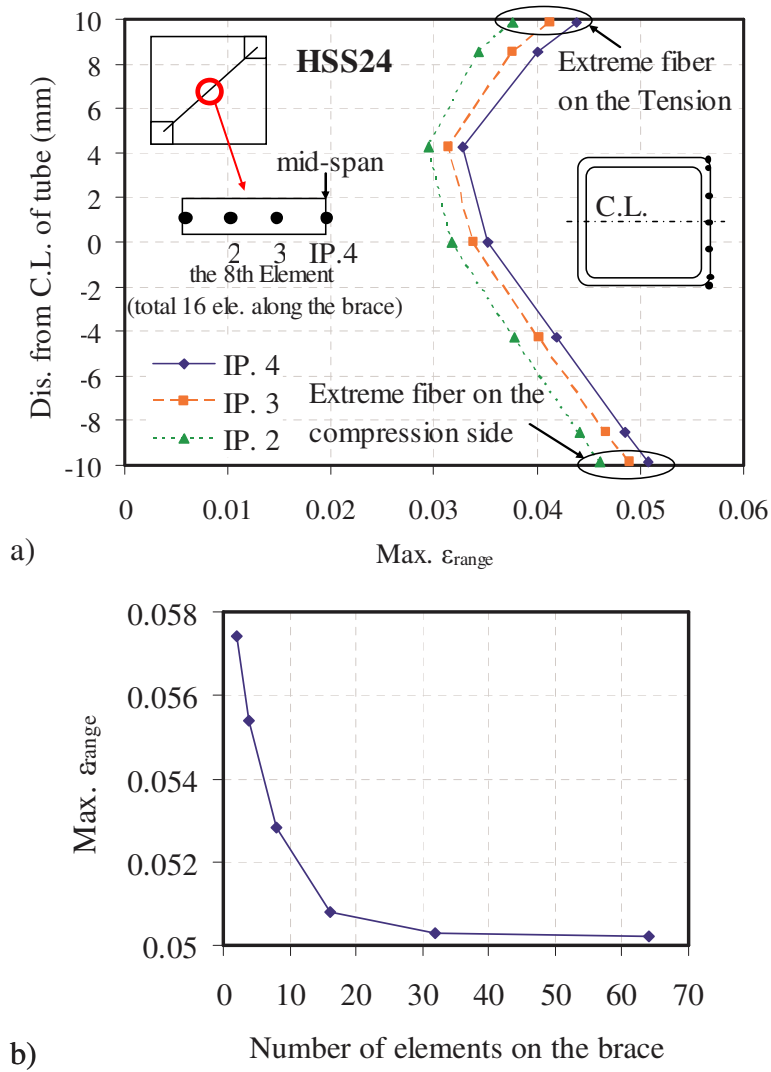 10
8
6
4
2
0
-2
-4
-6
-8
-10
Dis. from C.L. of tube (mm)
HSS24
Extreme fiber
on the Tension
mid-span
C.L.
2 3 IP.4
the 8th Element
(total 16 ele. along the brace)
IP. 4
IP. 3
IP. 2
Extreme fiber on the
compression side
0 0.01 0.02 0.03 0.04 0.05 0.06
Max. εrange
a)
0.058
0.056
0.054
0.052
0.05
Max. εrange
0 10 20 30 40 50 60 70
Number of elements on the brace
b)